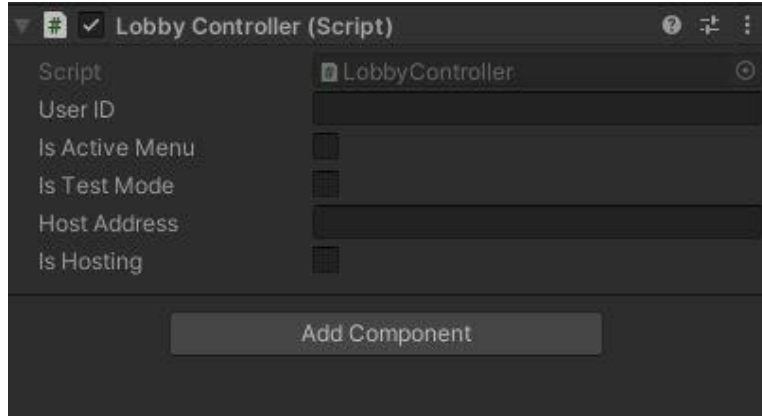 # Lobby Controller (Script)
Script # LobbyController
User ID
Is Active Menu
Is Test Mode
Host Address
Is Hosting
Add Component